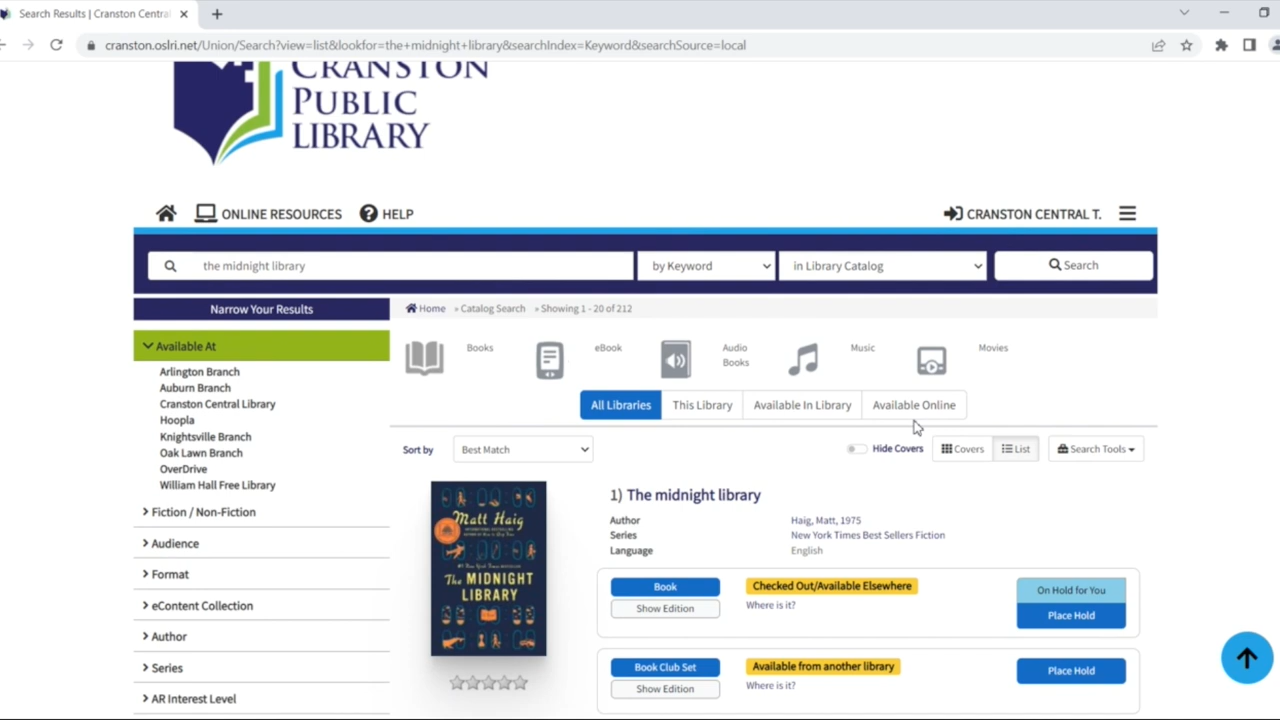 Search Results | Cranston Centra
cranston.oslri.net/Union/Search?view=list&lookfor=the+midnight+library&searchIndex=Keyword&searchSource=local
CRANSTON
PUBLIC
LIBRARY
ONLINE RESOURCES HELP CRANSTON CENTRAL T.
the midnight library by Keyword in Library Catalog Search
Narrow Your Results
Home » Catalog Search » Showing 1 - 20 of 212
Available At
Arlington Branch
Auburn Branch
Cranston Central Library
Hoopla
Knightsville Branch
Oak Lawn Branch
OverDrive
William Hall Free Library
Fiction / Non-Fiction
Audience
Format
eContent Collection
Author
Series
AR Interest Level
Books eBook Audio Books Music Movies
All Libraries This Library Available In Library Available Online
Sort by Best Match Hide Covers Covers List Search Tools
Matt Haig
The MIDNIGHT
LIBRARY
1) The midnight library
Author Haig, Matt, 1975
Series New York Times Best Sellers Fiction
Language English
Book Checked Out/Available Elsewhere On Hold for You
Show Edition Where is it? Place Hold
Book Club Set Available from another library Place Hold
Show Edition Where is it?